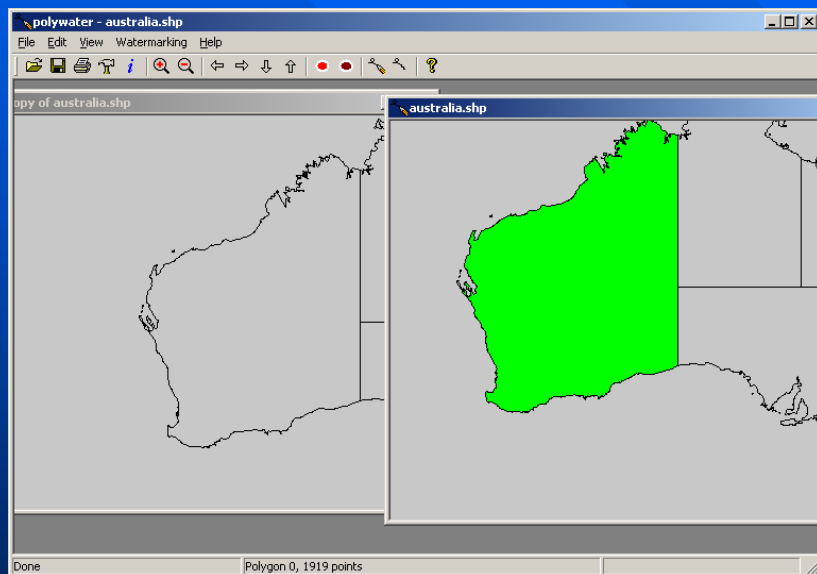 polywater - australia.shp
File Edit View Watermarking Help
opy of australia.shp
australia.shp
Done
Polygon 0, 1919 points